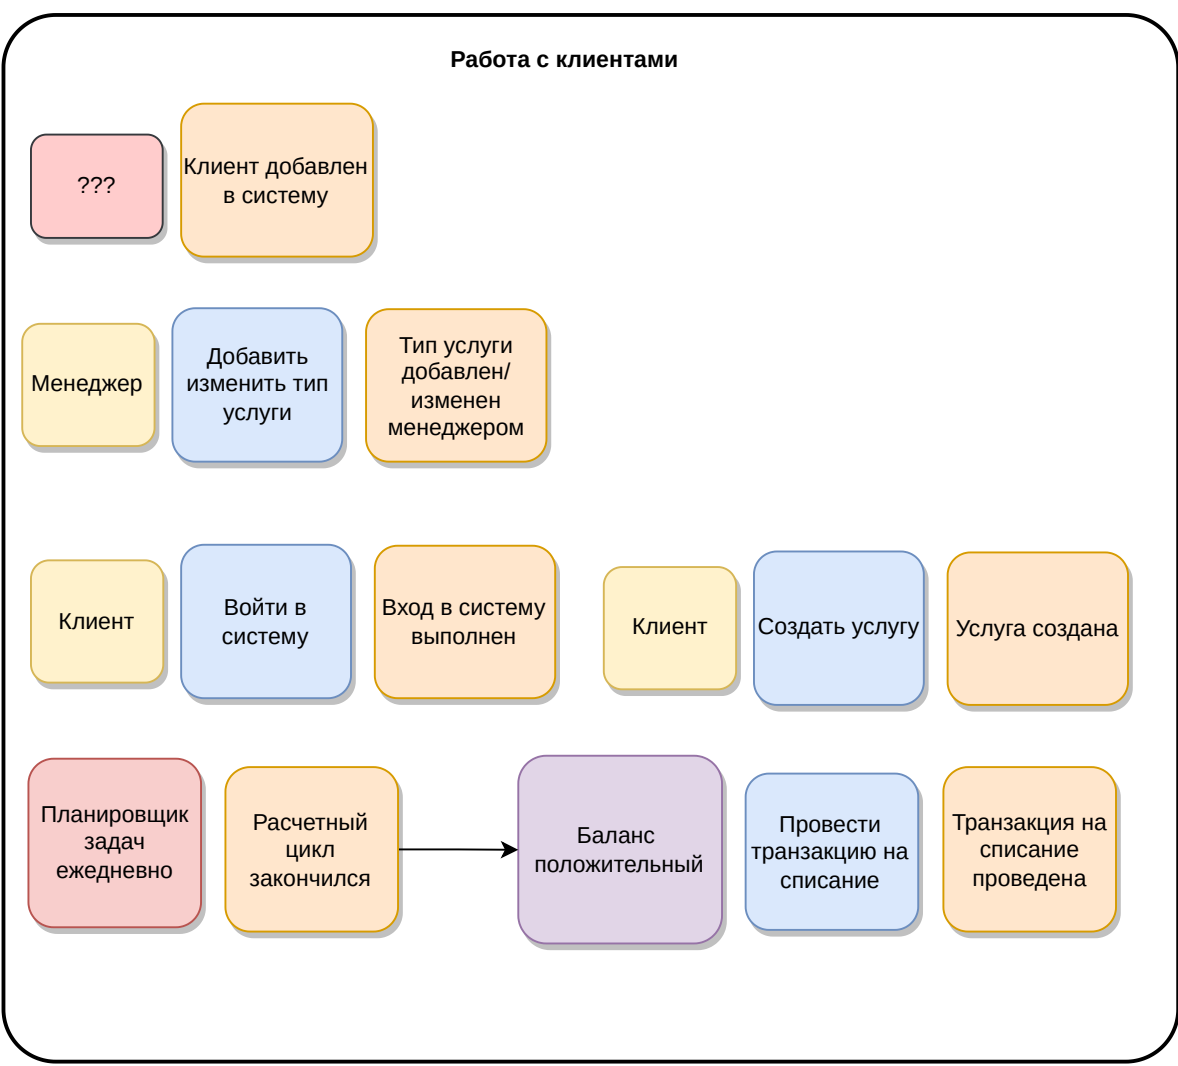 Работа с клиентами
???
Клиент добавлен
в систему
Менеджер
Добавить
изменить тип
услуги
Тип услуги
добавлен/
изменен
менеджером
Клиент
Войти в
систему
Вход в систему
выполнен
Клиент
Создать услугу
Услуга создана
Планировщик
задач
ежедневно
Расчетный
цикл
закончился
Баланс
положительный
Провести
транзакцию на
списание
Транзакция на
списание
проведена